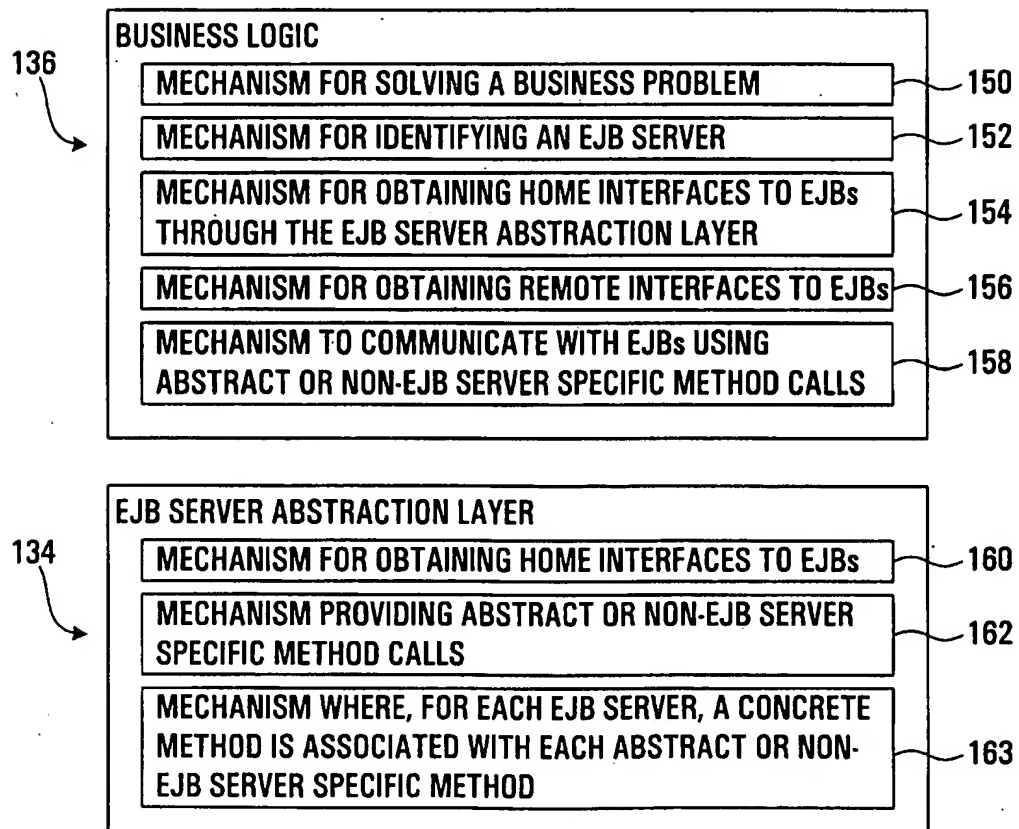 BUSINESS LOGIC
136
MECHANISM FOR SOLVING A BUSINESS PROBLEM
150
MECHANISM FOR IDENTIFYING AN EJB SERVER
152
MECHANISM FOR OBTAINING HOME INTERFACES TO EJBs
THROUGH THE EJB SERVER ABSTRACTION LAYER
154
MECHANISM FOR OBTAINING REMOTE INTERFACES TO EJBs
156
MECHANISM TO COMMUNICATE WITH EJBs USING
ABSTRACT OR NON-EJB SERVER SPECIFIC METHOD CALLS
158
EJB SERVER ABSTRACTION LAYER
134
MECHANISM FOR OBTAINING HOME INTERFACES TO EJBs
160
MECHANISM PROVIDING ABSTRACT OR NON-EJB SERVER
SPECIFIC METHOD CALLS
162
MECHANISM WHERE, FOR EACH EJB SERVER, A CONCRETE
METHOD IS ASSOCIATED WITH EACH ABSTRACT OR NON-
EJB SERVER SPECIFIC METHOD
163